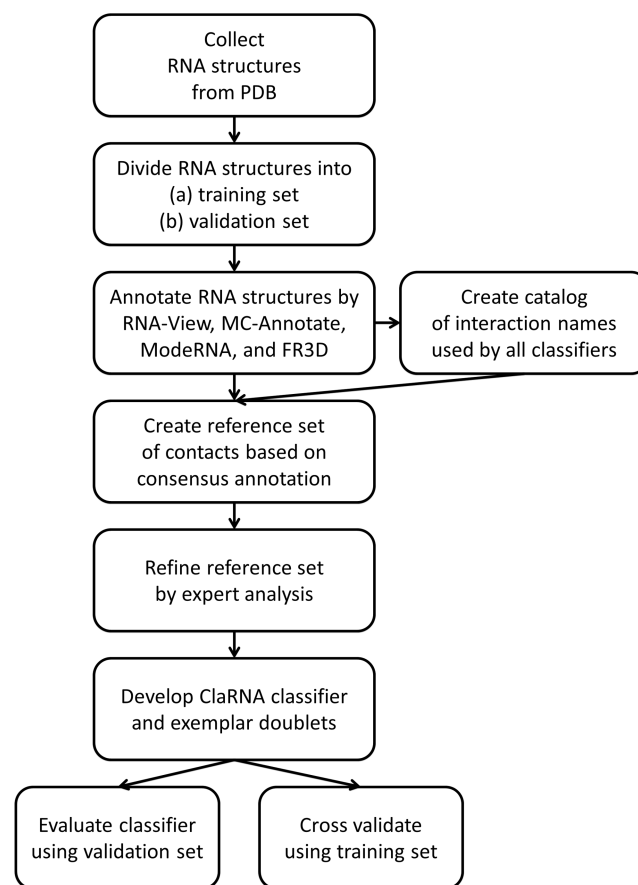 Collect
RNA structures
from PDB
Divide RNA structures into
(a) training set
(b) validation set
Annotate RNA structures by
RNA-View, MC-Annotate,
ModeRNA, and FR3D
Create catalog
of interaction names
used by all classifiers
Create reference set
of contacts based on
consensus annotation
Refine reference set
by expert analysis
Develop ClaRNA classifier
and exemplar doublets
Evaluate classifier
using validation set
Cross validate
using training set